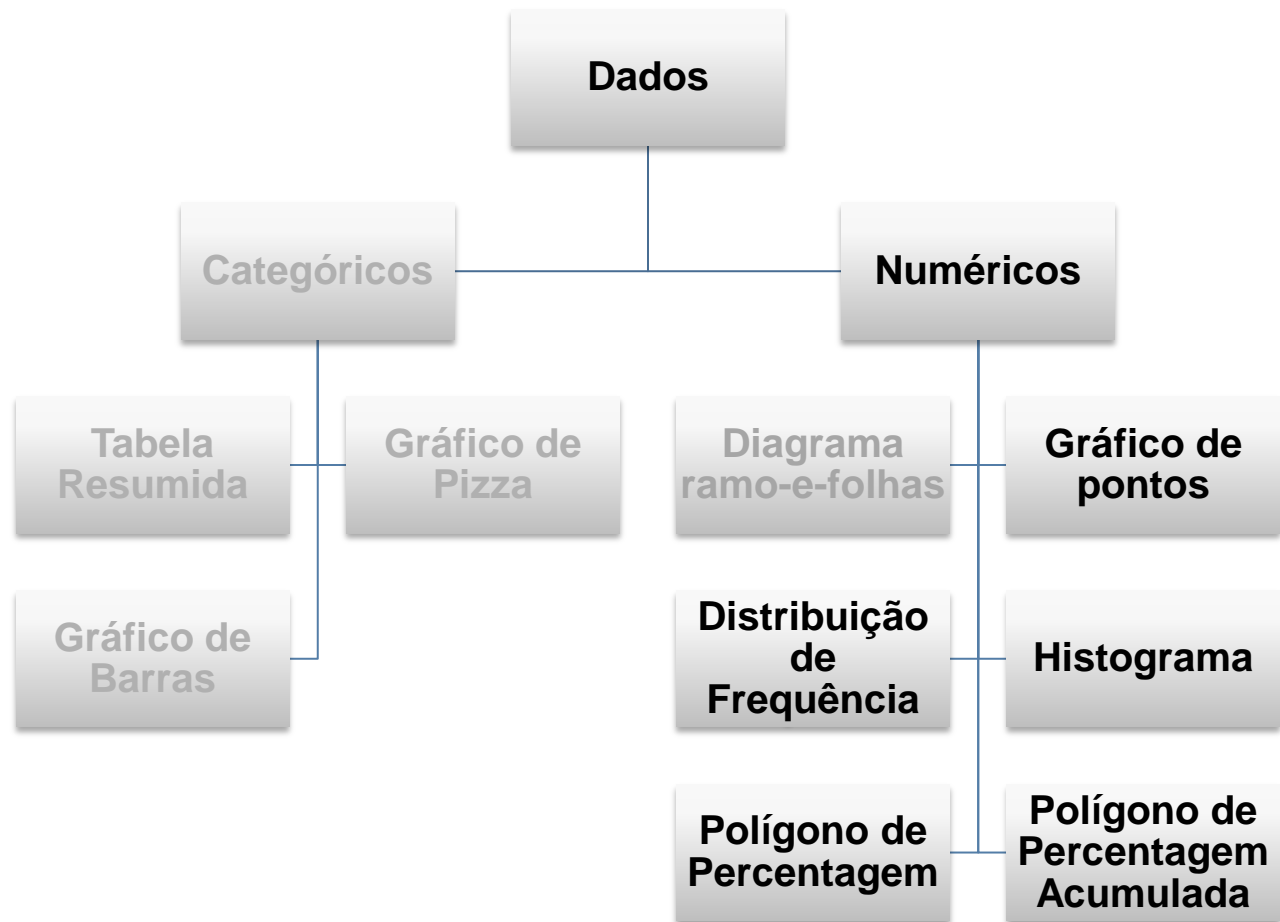 Dados
Categóricos
Numéricos
Tabela
Resumida
Gráfico de
Pizza
Diagrama
ramo-e-folhas
Gráfico de
pontos
Gráfico de
Barras
Distribuição
de
Frequência
Histograma
Polígono de
Percentagem
Polígono de
Percentagem
Acumulada